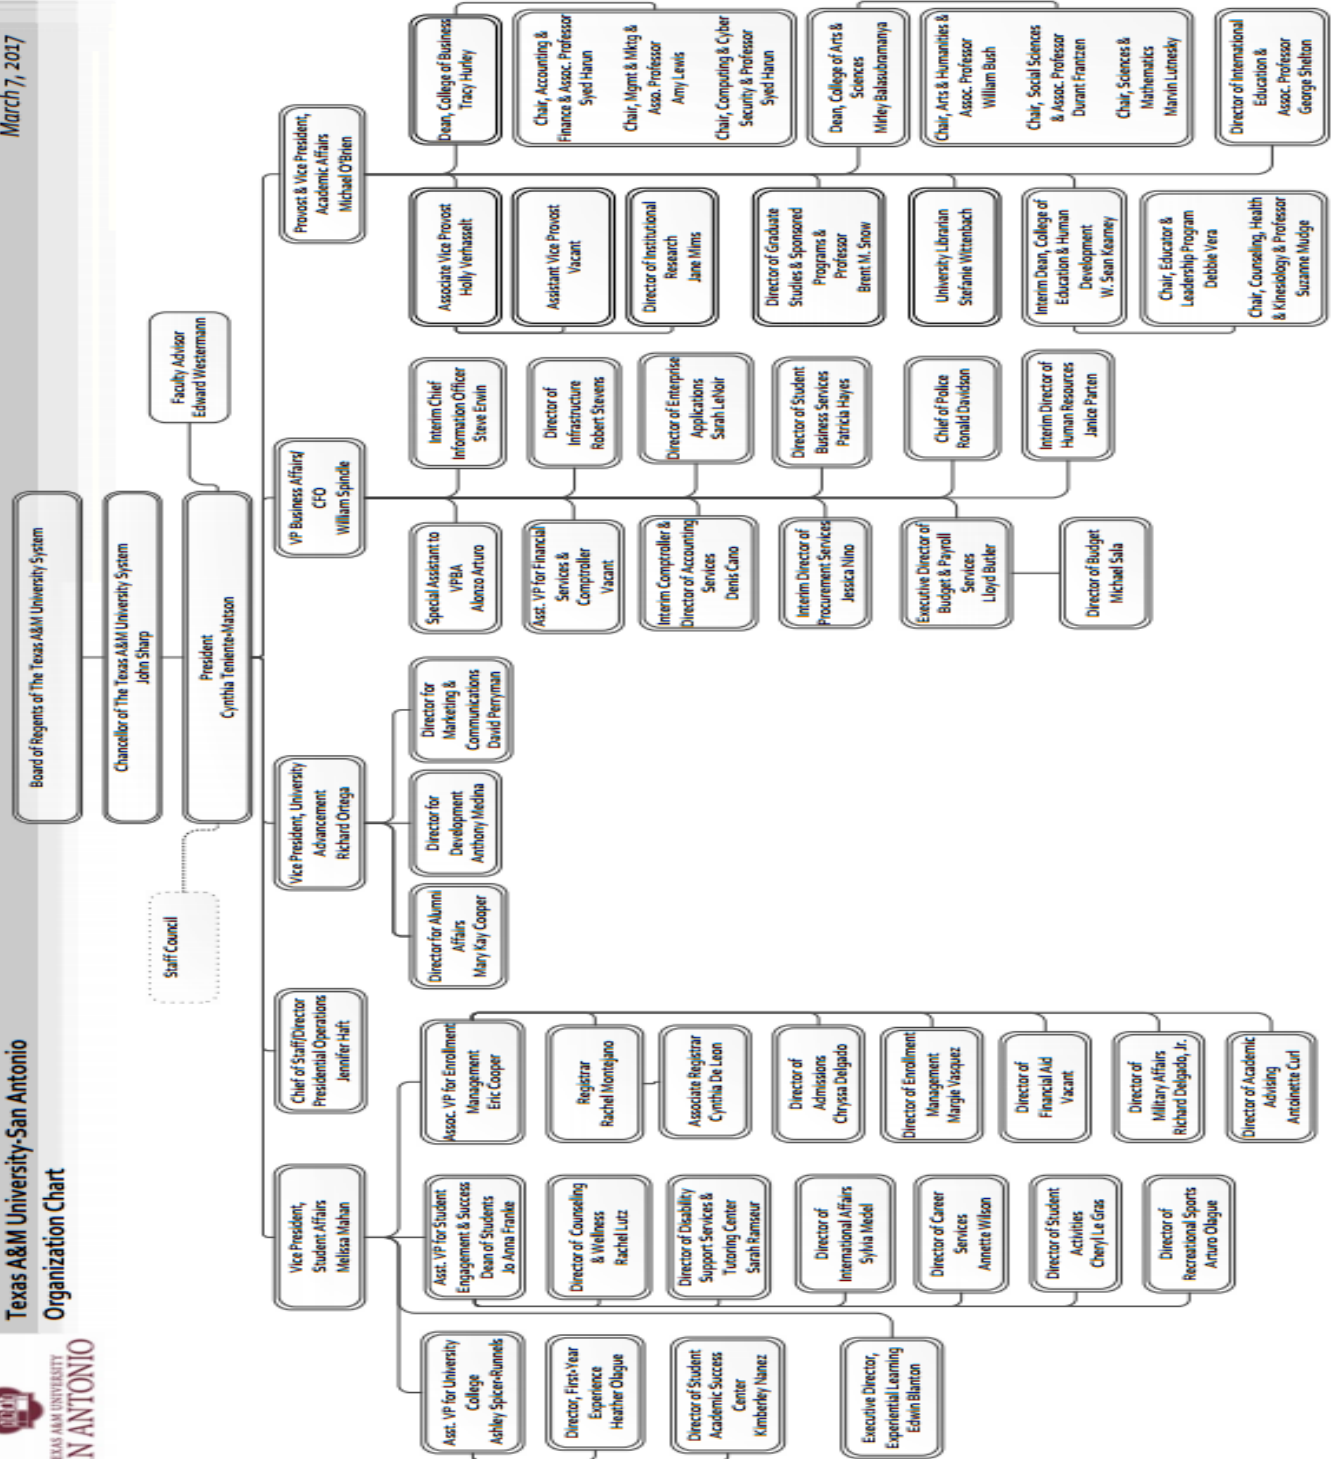 Texas A&M University-San Antonio
Organization Chart
March 7, 2017
EXAS A&M UNIVERSITY
N ANTONIO
Board of Regents of The Texas A&M University System
Chancellor of The Texas A&M University System
John Sharp
President
Cynthia Teniente-Matson
Staff Council
Faculty Advisor
Edward Westermann
Vice President,
Student Affairs
Melissa Mahan
Chief of Staff/Director
Presidential Operations
Jennifer Haft
Vice President, University
Advancement
Richard Ortega
VP Business Affairs/
CFO
William Spindle
Provost & Vice President,
Academic Affairs
Michael O'Brien
Asst. VP for University
College
Ashley Spicer-Runnels
Director, First-Year
Experience
Heather Olague
Director of Student
Academic Success
Center
Kimberley Nanez
Executive Director,
Experiential Learning
Edwin Blanton
Asst. VP for Student
Engagement & Success
Dean of Students
Jo Anna Franke
Director of Counseling
& Wellness
Rachel Lutz
Director of Disability
Support Services &
Tutoring Center
Sarah Ramseur
Director of
International Affairs
Sylvia Medel
Director of Career
Services
Annette Wilson
Director of Student
Activities
Cheryl Le Gras
Director of
Recreational Sports
Arturo Olague
Assoc. VP for Enrollment
Management
Eric Cooper
Registrar
Rachel Montejano
Associate Registrar
Cynthia De Leon
Director of
Admissions
Chryssa Delgado
Director of Enrollment
Management
Margie Vasquez
Director of
Financial Aid
Vacant
Director of
Military Affairs
Richard Delgado, Jr.
Director of Academic
Advising
Antoinette Curl
Director for Alumni
Affairs
Mary Kay Cooper
Director for
Development
Anthony Medina
Director for
Marketing &
Communications
David Perryman
Special Assistant to
VPBA
Alonzo Arturo
Asst. VP for Financial
Services &
Comptroller
Vacant
Interim Comptroller &
Director of Accounting
Services
Denis Cano
Interim Director of
Procurement Services
Jessica Nino
Executive Director of
Budget & Payroll
Services
Lloyd Butler
Director of Budget
Michael Sala
Interim Chief
Information Officer
Steve Erwin
Director of
Infrastructure
Robert Stevens
Director of Enterprise
Applications
Sarah LeNoir
Director of Student
Business Services
Patricia Hayes
Chief of Police
Ronald Davidson
Interim Director of
Human Resources
Janice Parten
Associate Vice Provost
Holly Verhasselt
Assistant Vice Provost
Vacant
Director of Institutional
Research
Jane Mims
Director of Graduate
Studies & Sponsored
Programs &
Professor
Brent M. Snow
University Librarian
Stefanie Wittenbach
Interim Dean, College of
Education & Human
Development
W. Sean Kearney
Chair, Educator &
Leadership Program
Debbie Vera
Chair, Counseling, Health
& Kinesiology & Professor
Suzanne Mudge
Dean, College of Business
Tracy Hurley
Chair, Accounting &
Finance & Assoc. Professor
Syed Harun
Chair, Mgmt & Mktg &
Asso. Professor
Amy Lewis
Chair, Computing & Cyber
Security & Professor
Syed Harun
Dean, College of Arts &
Sciences
Mirley Balasubramanya
Chair, Arts & Humanities &
Assoc. Professor
William Bush
Chair, Social Sciences
& Assoc. Professor
Durant Frantzen
Chair, Sciences &
Mathematics
Marvin Lutnesky
Director of International
Education &
Assoc. Professor
George Shelton